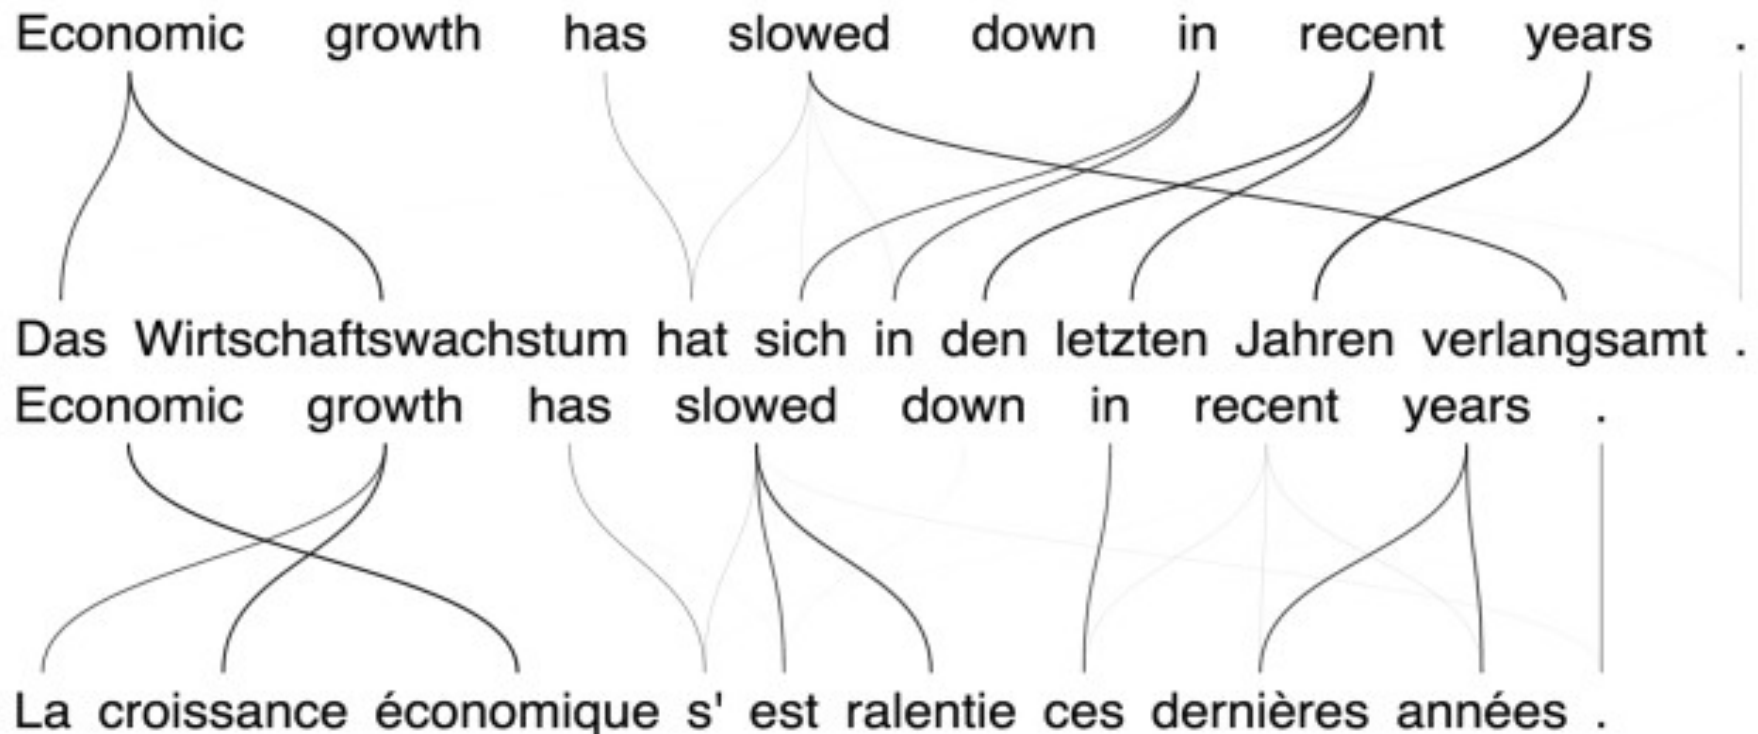 Economic growth has slowed down in recent years .
Das Wirtschaftswachstum hat sich in den letzten Jahren verlangsamt .
Economic growth has slowed down in recent years .
La croissance économique s' est ralentie ces dernières années .